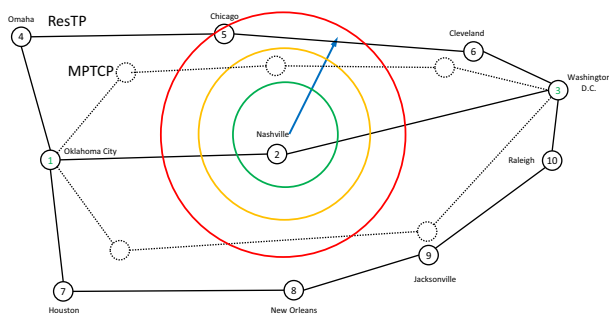 Omaha
ResTP
Chicago
4
5
Cleveland
6
MPTCP
Washington
D.C.
3
Nashville
2
Oklahoma City
1
Raleigh
10
9
Jacksonville
7
Houston
8
New Orleans